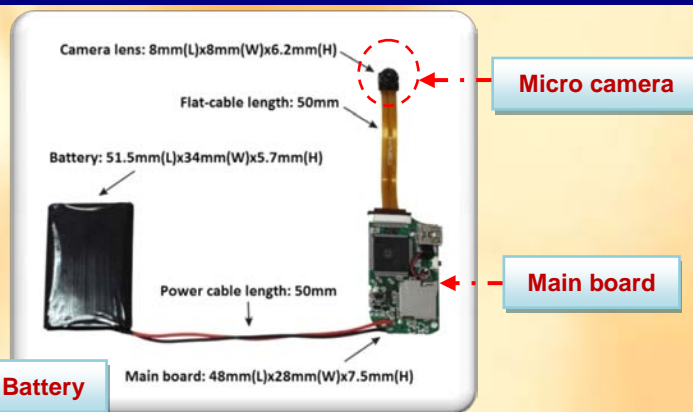 Camera lens: 8mm(L)x8mm(W)x6.2mm(H)
Micro camera
Flat-cable length: 50mm
Battery: 51.5mm(L)x34mm(W)x5.7mm(H)
Power cable length: 50mm
Main board
Main board: 48mm(L)x28mm(W)x7.5mm(H)
Battery